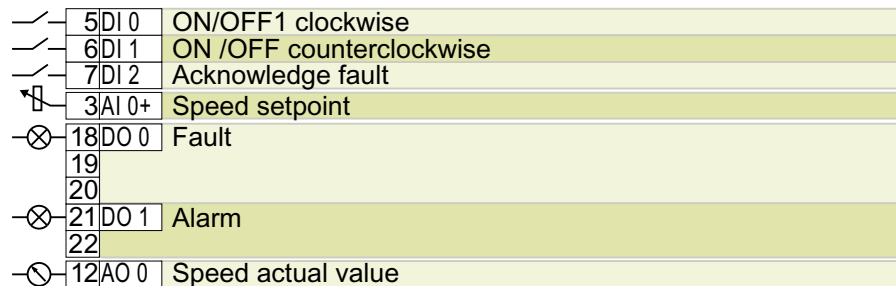 5 DI 0 ON/OFF1 clockwise
6 DI 1 ON /OFF counterclockwise
7 DI 2 Acknowledge fault
3 AI 0+ Speed setpoint
18 DO 0 Fault
19
20
21 DO 1 Alarm
22
12 AO 0 Speed actual value